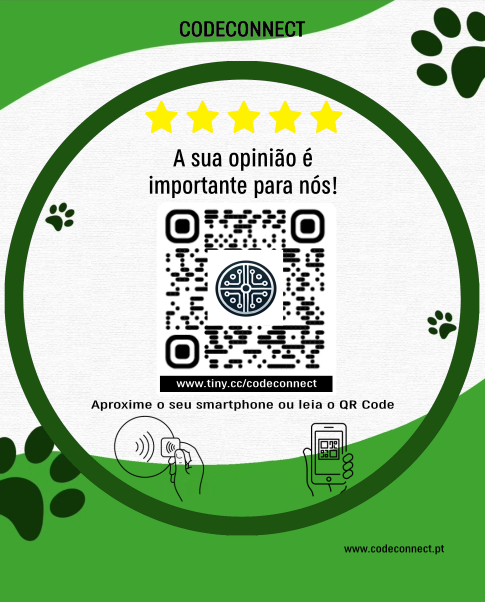 CODECONNECT
A sua opinião é
importante para nós!
www.tiny.cc/codeconnect
Aproxime o seu smartphone ou leia o QR Code
www.codeconnect.pt